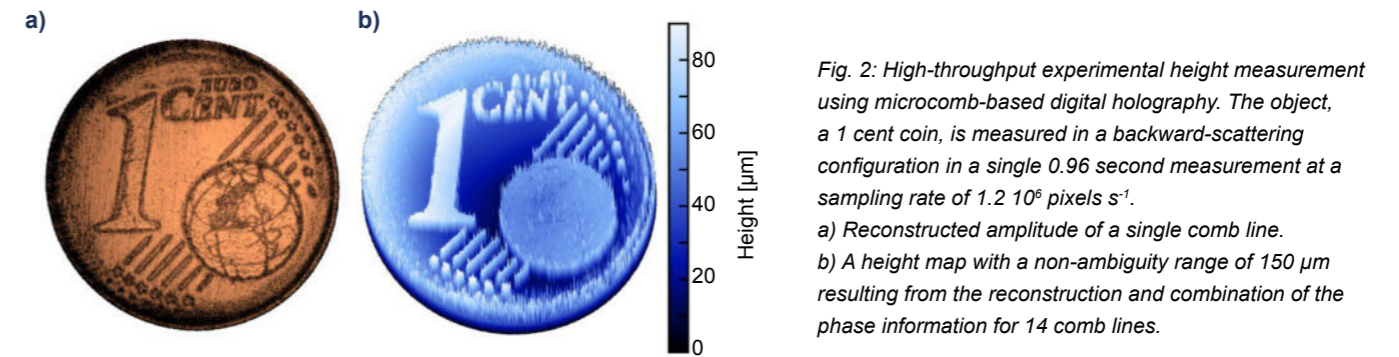 a)
b)
EURO
CENT
1
EURO
CENT
1
80
60
40
20
0
Height [µm]
Fig. 2: High-throughput experimental height measurement
using microcomb-based digital holography. The object,
a 1 cent coin, is measured in a backward-scattering
configuration in a single 0.96 second measurement at a
sampling rate of 1.2 10⁶ pixels s⁻¹.
a) Reconstructed amplitude of a single comb line.
b) A height map with a non-ambiguity range of 150 µm
resulting from the reconstruction and combination of the
phase information for 14 comb lines.